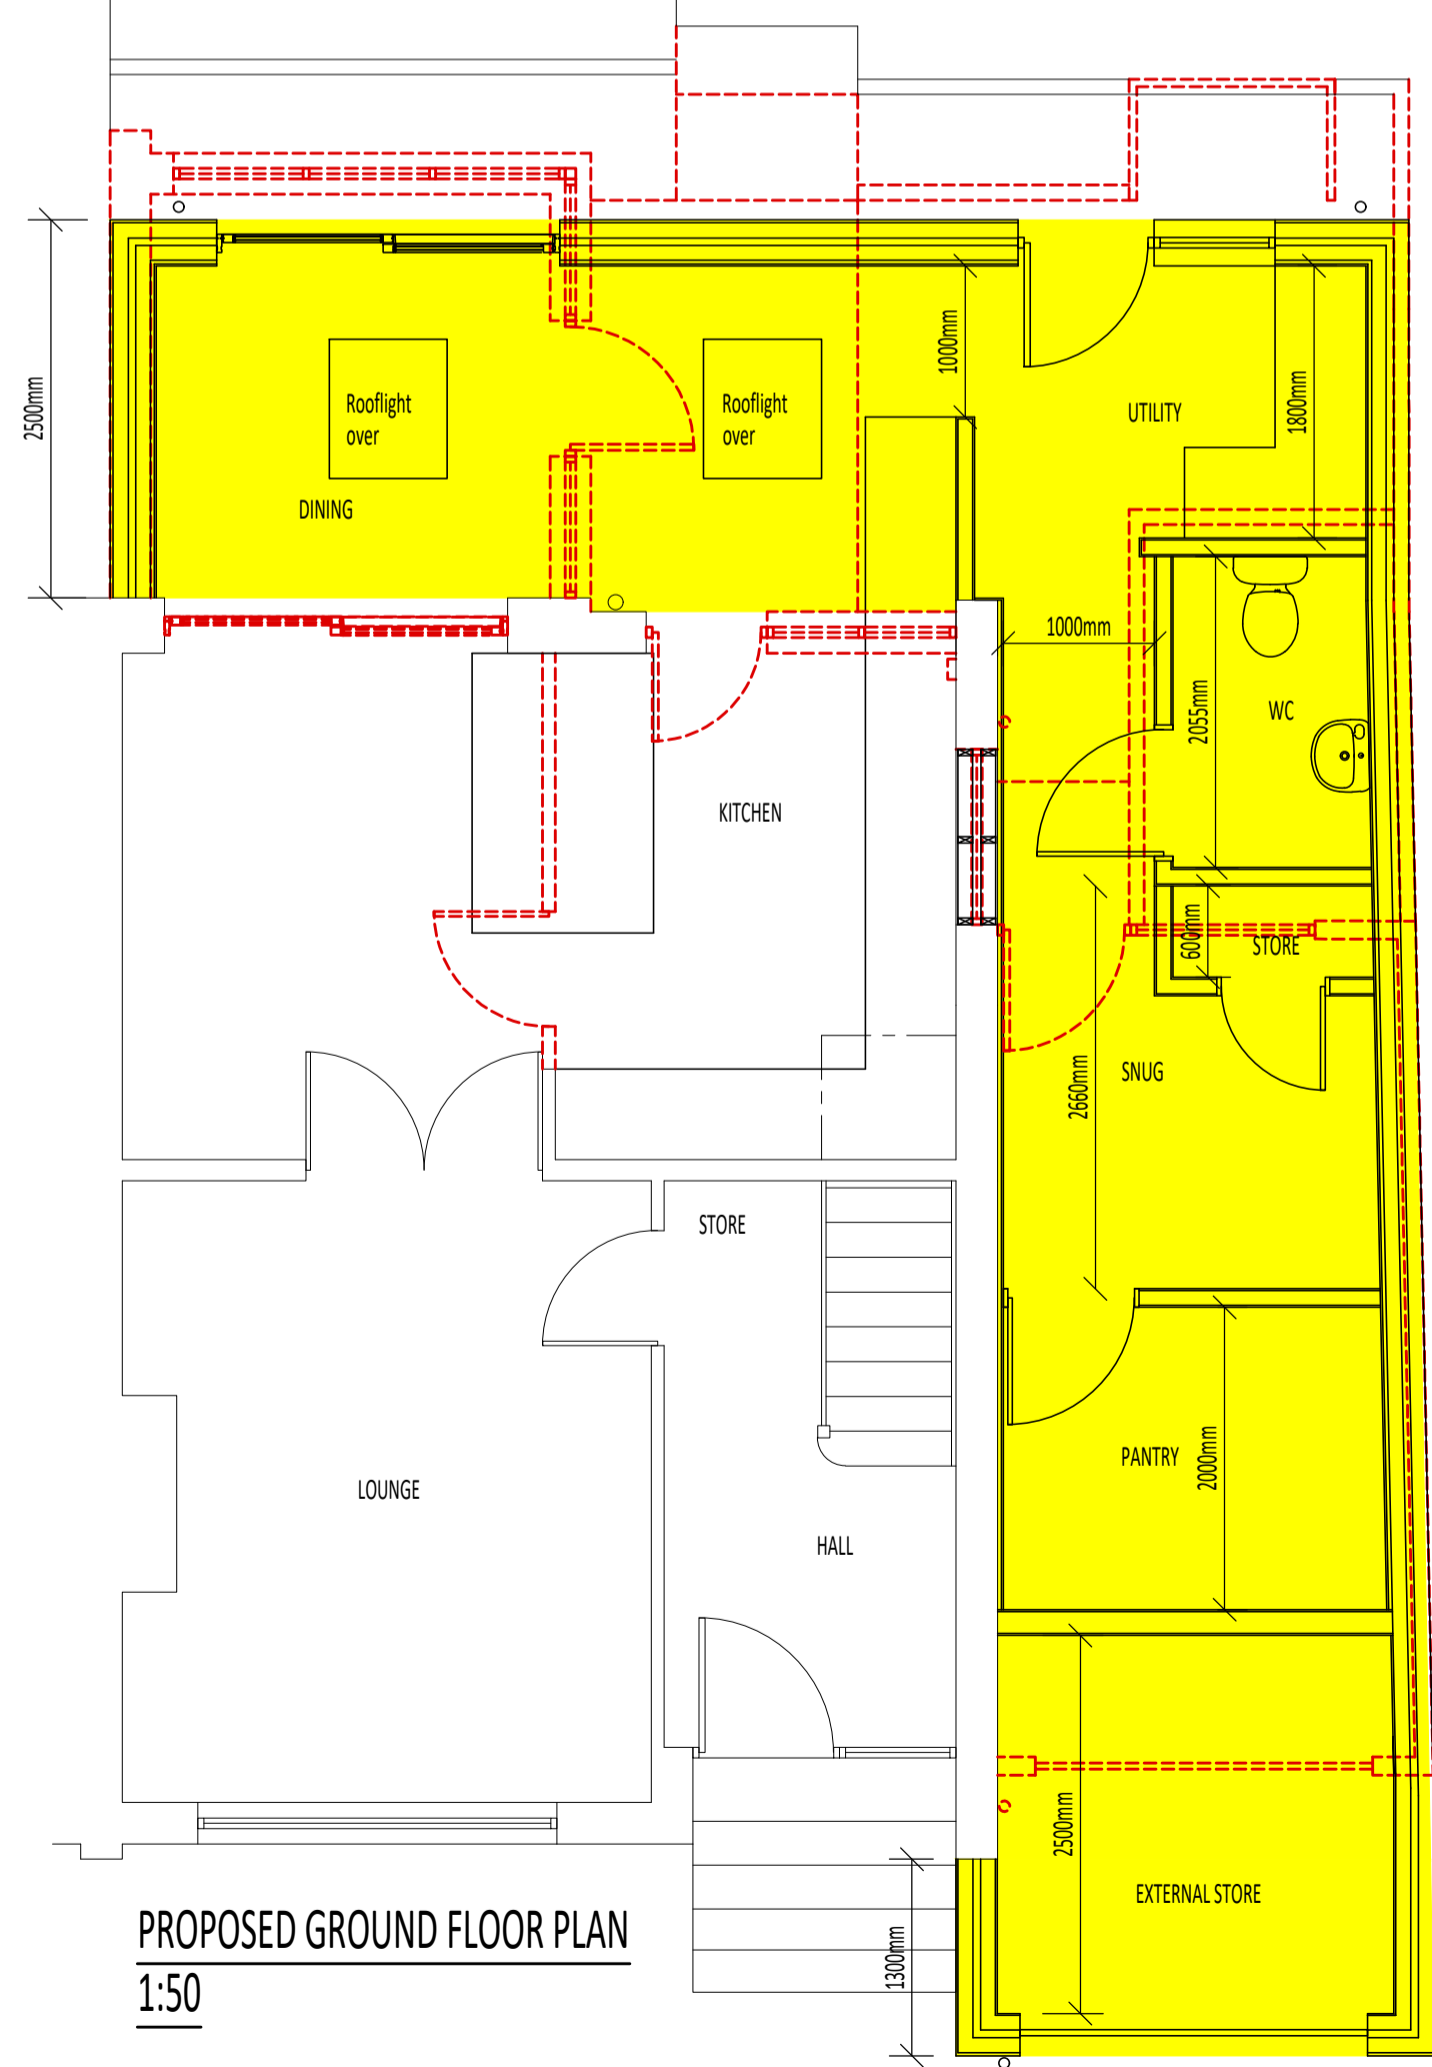 2500mm
Rooflight
over
Rooflight
over
DINING
1000mm
UTILITY
1800mm
1000mm
2055mm
WC
KITCHEN
600mm
STORE
2660mm
SNUG
STORE
LOUNGE
HALL
PANTRY
2000mm
2500mm
EXTERNAL STORE
1300mm
PROPOSED GROUND FLOOR PLAN
1:50